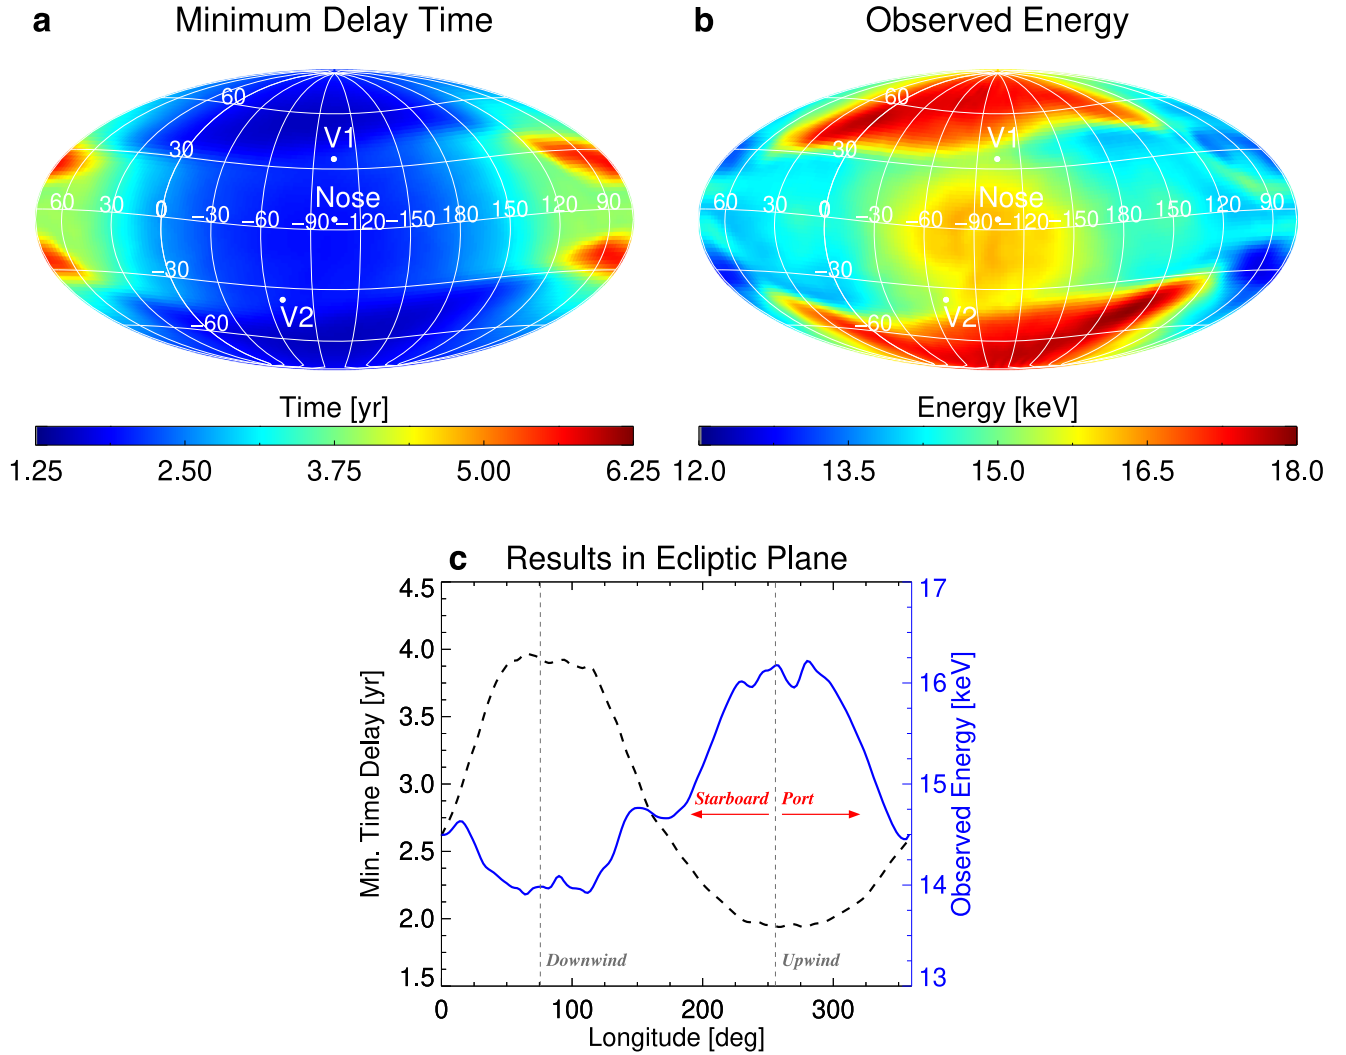 a Minimum Delay Time
60
V1
30
Nose
60 30 0 −30 −60 −90 −120 −150 180 150 120 90
−30
V2
−60
Time [yr]
1.25 2.50 3.75 5.00 6.25
b Observed Energy
60
V1
30
Nose
60 30 0 −30 −60 −90 −120 −150 180 150 120 90
−30
V2
−60
Energy [keV]
12.0 13.5 15.0 16.5 18.0
c Results in Ecliptic Plane
Min. Time Delay [yr]
4.5
4.0
3.5
3.0
2.5
2.0
1.5
Starboard Port
Downwind Upwind
17
16
15
14
13
Observed Energy [keV]
0 100 200 300
Longitude [deg]